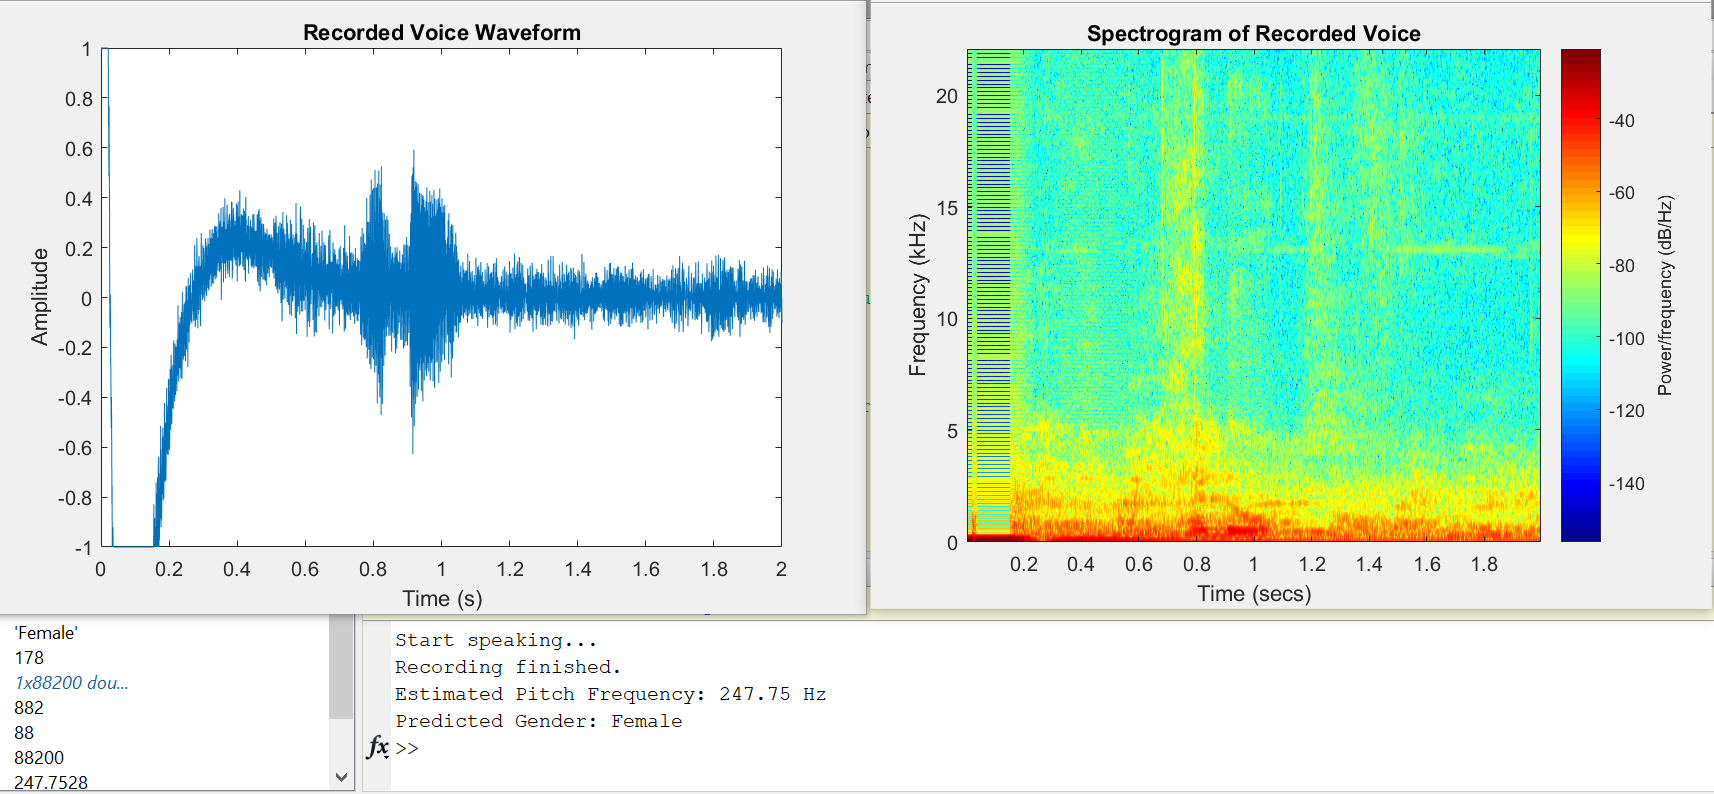 Recorded Voice Waveform
1
0.8
0.6
0.4
0.2
0
-0.2
-0.4
-0.6
-0.8
-1
Amplitude
0 0.2 0.4 0.6 0.8 1 1.2 1.4 1.6 1.8 2
Time (s)
Spectrogram of Recorded Voice
20
15
10
5
0
Frequency (kHz)
0.2 0.4 0.6 0.8 1 1.2 1.4 1.6 1.8
Time (secs)
-40
-60
-80
-100
-120
-140
Power/frequency (dB/Hz)
'Female'
178
1x88200 dou...
882
88
88200
247.7528
Start speaking...
Recording finished.
Estimated Pitch Frequency: 247.75 Hz
Predicted Gender: Female
fx >>